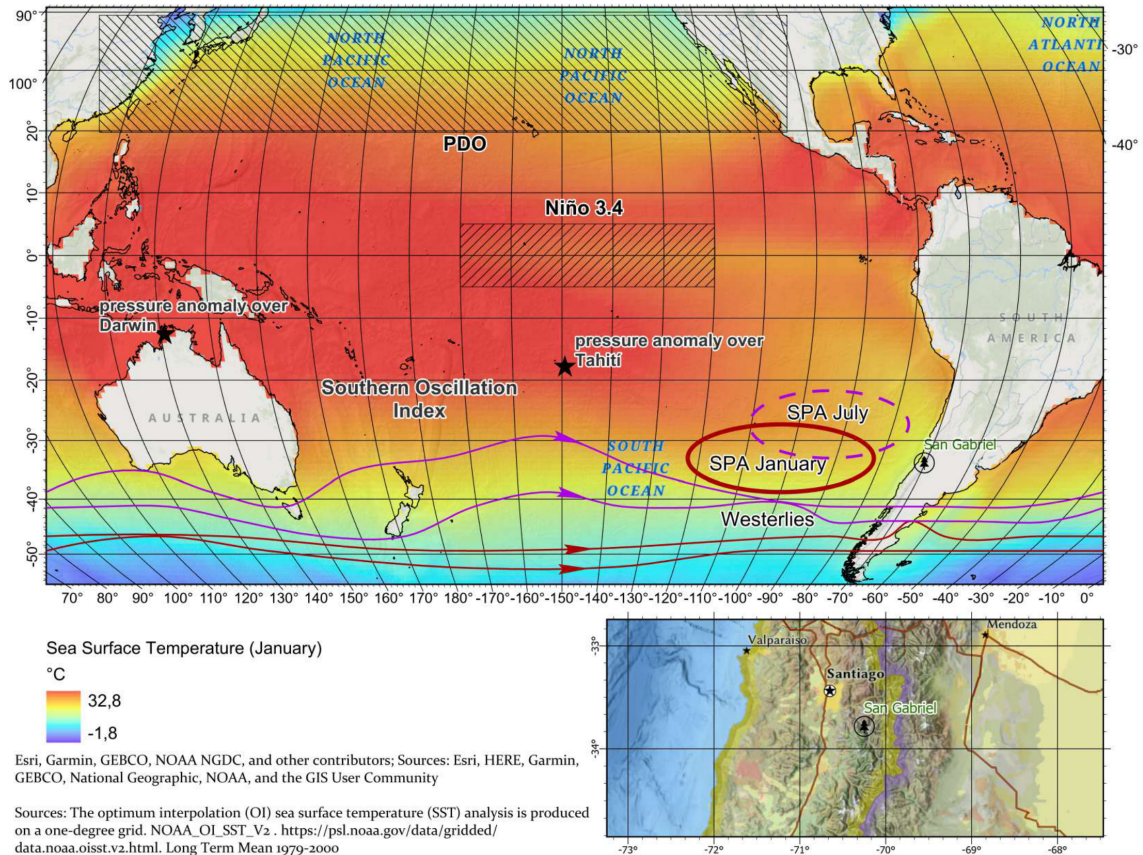 90°
NORTH
PACIFIC
OCEAN
NORTH
PACIFIC
OCEAN
NORTH
ATLANTI
OCEAN
-30°
100°
20°
PDO
-40°
10°
Niño 3.4
0°
pressure anomaly over
Darwin
-10°
pressure anomaly over
Tahití
SOUTH
AMERICA
-20°
Southern Oscillation
Index
AUSTRALIA
SPA July
-30°
SOUTH
PACIFIC
OCEAN
San Gabriel
SPA January
-40°
Westerlies
-50°
70° 80° 90° 100° 110° 120° 130° 140° 150° 160° 170° 180° -170° -160° -150° -140° -130° -120° -110° -100° -90° -80° -70° -60° -50° -40° -30° -20° -10° 0°
Sea Surface Temperature (January)
°C
32,8
-1,8
Esri, Garmin, GEBCO, NOAA NGDC, and other contributors; Sources: Esri, HERE, Garmin,
GEBCO, National Geographic, NOAA, and the GIS User Community
Sources: The optimum interpolation (OI) sea surface temperature (SST) analysis is produced
on a one-degree grid. NOAA_OI_SST_V2 . https://psl.noaa.gov/data/gridded/
data.noaa.oisst.v2.html. Long Term Mean 1979-2000
Mendoza
Valparaiso
-33°
Santiago
San Gabriel
-34°
-73° -72° -71° -70° -69° -68°